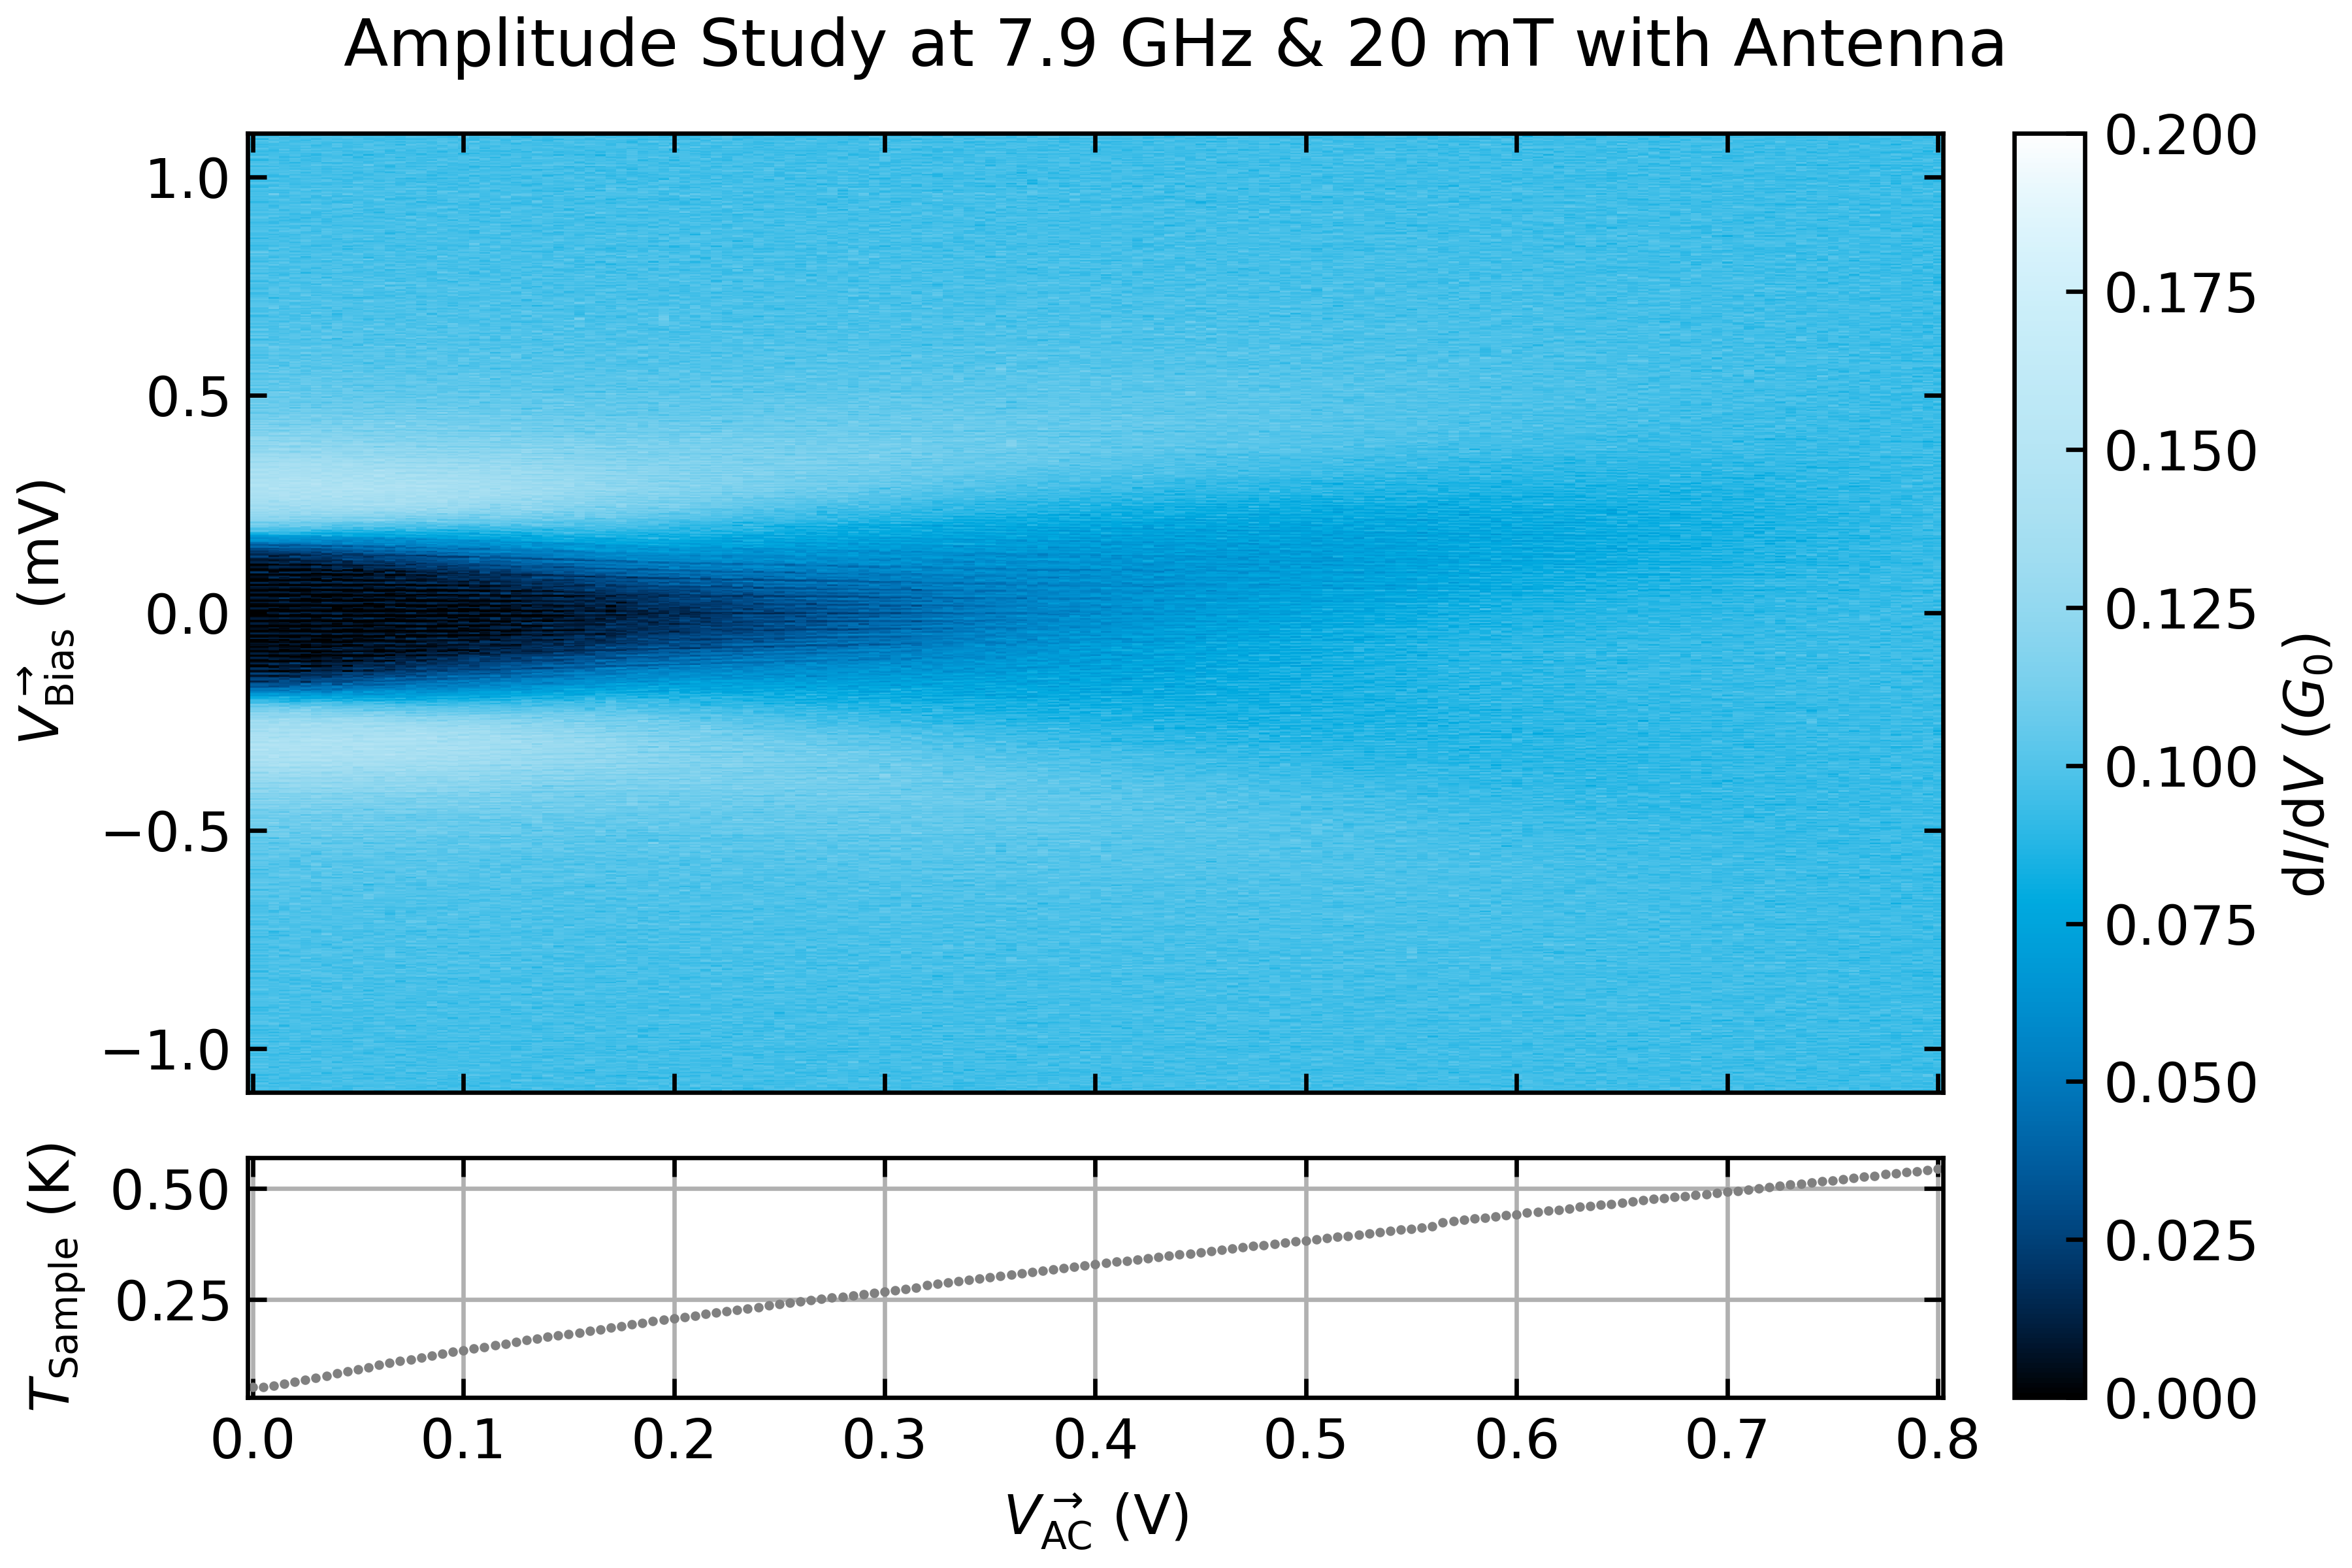 Amplitude Study at 7.9 GHz & 20 mT with Antenna
V→Bias (mV)
1.0
0.5
0.0
−0.5
−1.0
0.200
0.175
0.150
0.125
0.100
0.075
0.050
0.025
0.000
dI/dV (G0)
TSample (K)
0.50
0.25
0.0 0.1 0.2 0.3 0.4 0.5 0.6 0.7 0.8
V→AC (V)